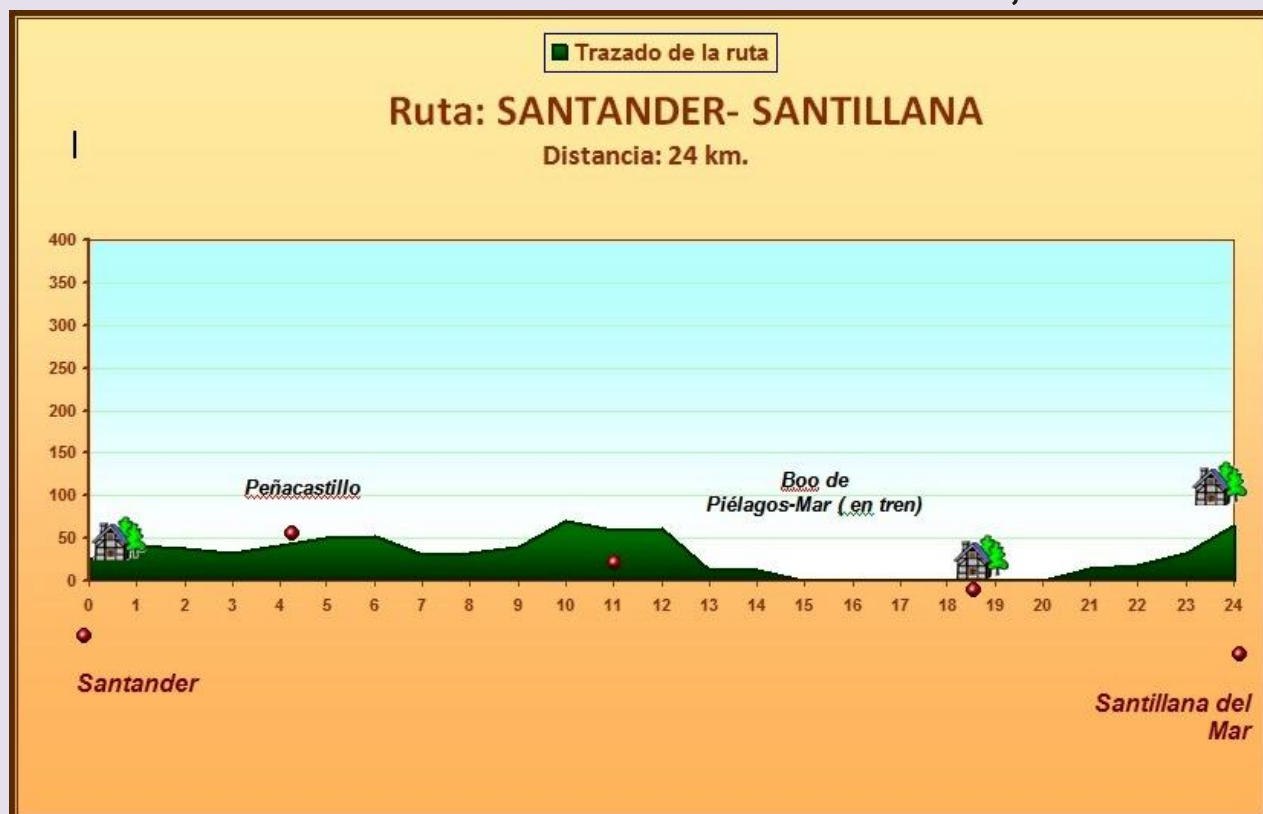 Trazado de la ruta
Ruta: SANTANDER- SANTILLANA
Distancia: 24 km.
400
350
300
250
200
150
100
50
0
Peñacastillo
Boo de
Piélagos-Mar ( en tren)
0 1 2 3 4 5 6 7 8 9 10 11 12 13 14 15 16 17 18 19 20 21 22 23 24
Santander
Santillana del
Mar